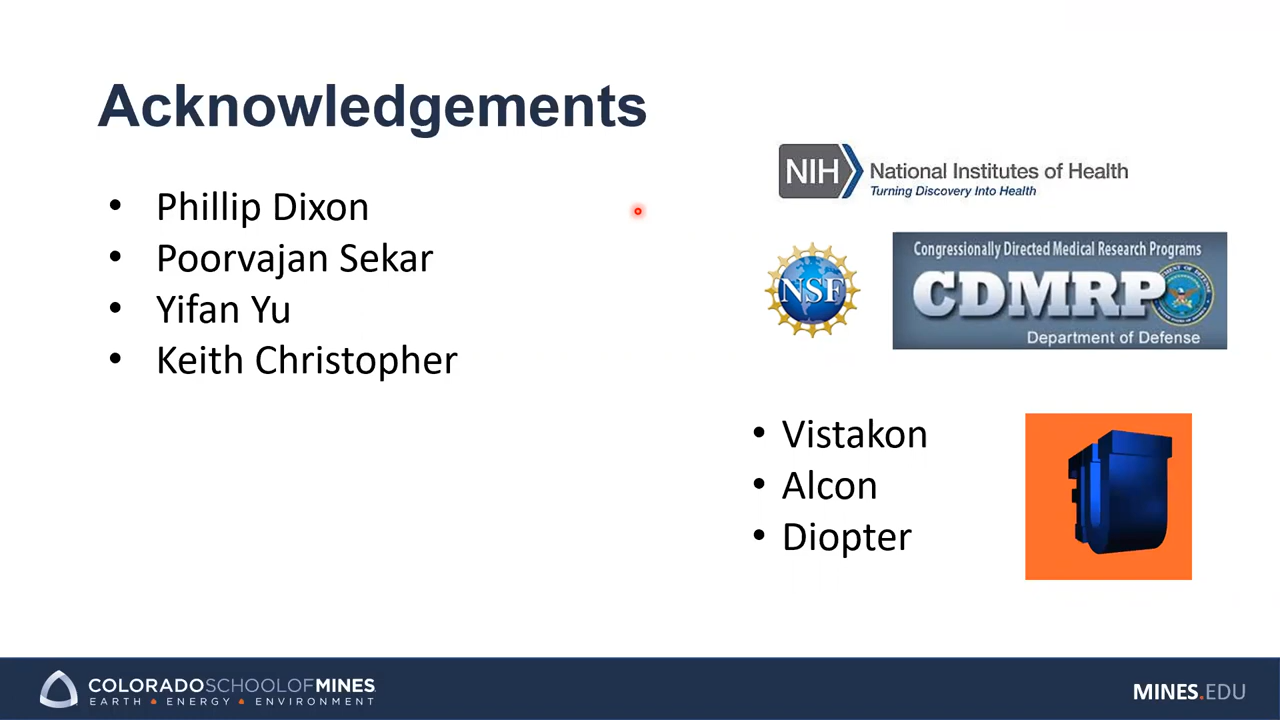 Acknowledgements
• Phillip Dixon
• Poorvajan Sekar
• Yifan Yu
• Keith Christopher
NIH National Institutes of Health
Turning Discovery Into Health
NSF
Congressionally Directed Medical Research Programs
CDMRP
Department of Defense
• Vistakon
• Alcon
• Diopter
U
COLORADOSCHOOLOFMINES
EARTH • ENERGY • ENVIRONMENT
MINES.EDU